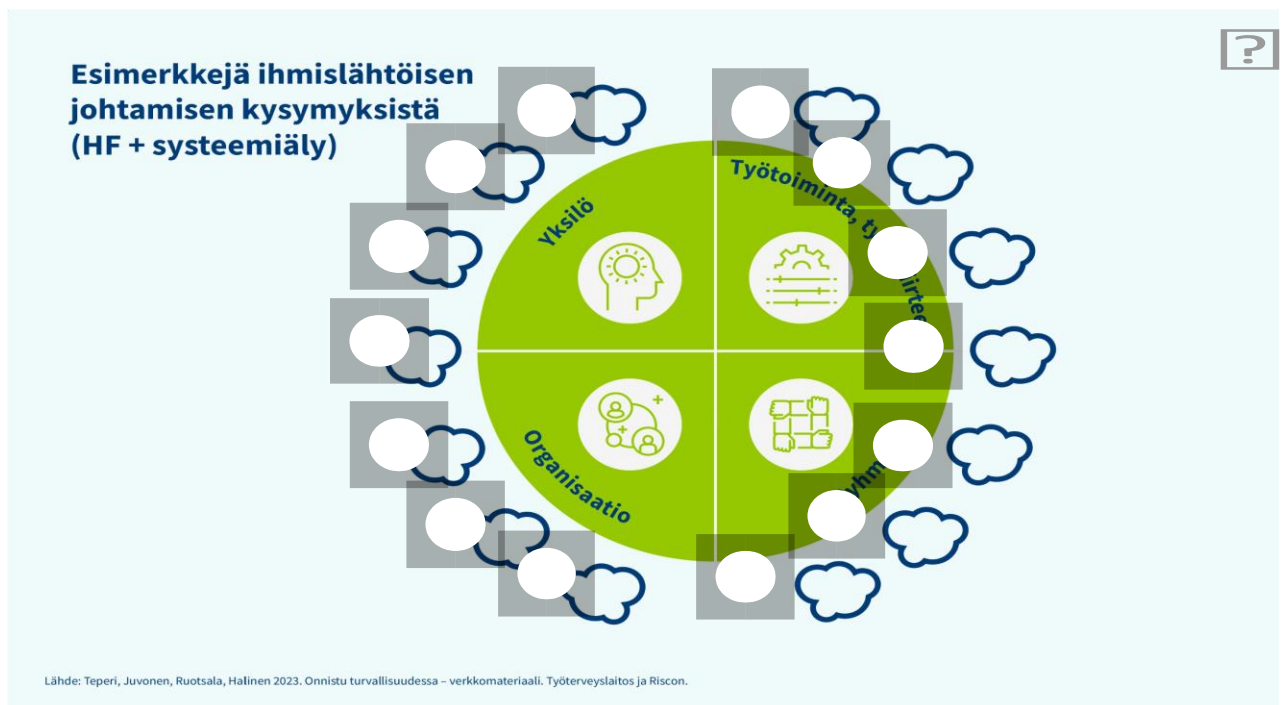 Esimerkkejä ihmislähtöisen
johtamisen kysymyksistä
(HF + systeemiäly)
?
Yksilö
Työtoiminta,
Organisaatio
Lähde: Teperi, Juvonen, Ruotsala, Halinen 2023. Onnistu turvallisuudessa – verkkomateriaali. Työterveyslaitos ja Riscon.